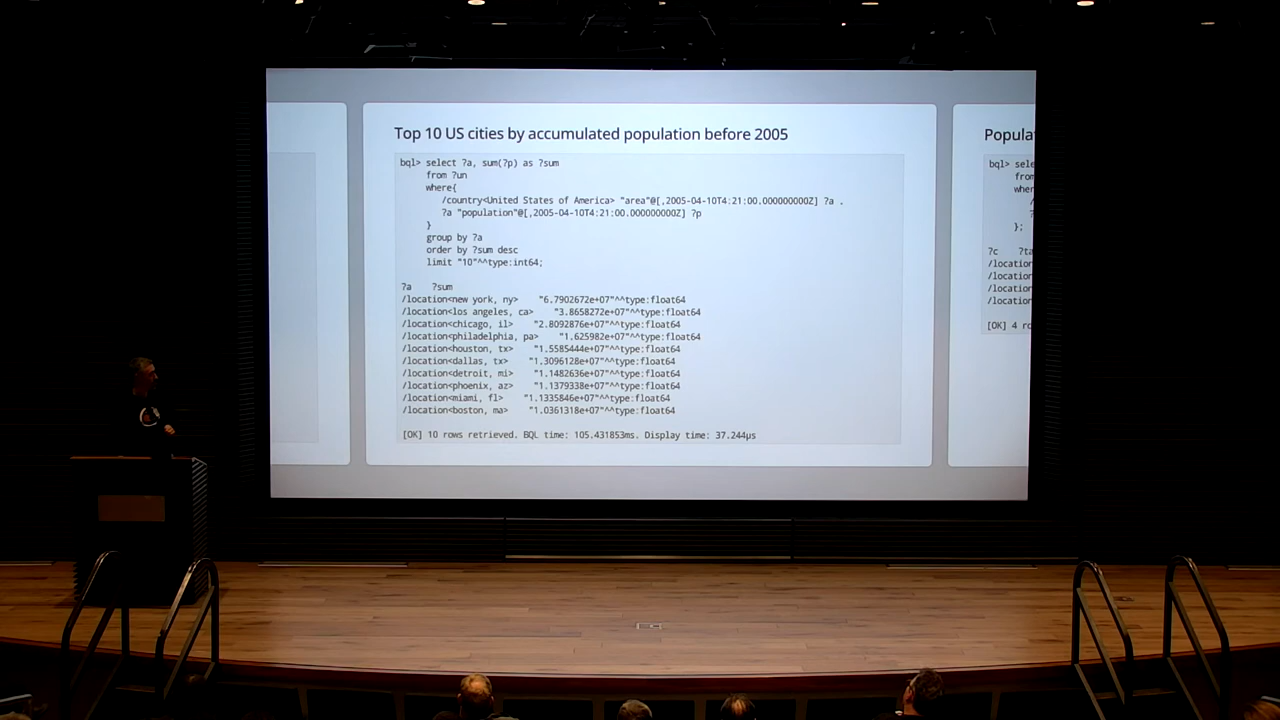 Top 10 US cities by accumulated population before 2005
bql> select ?a, sum(?p) as ?sum
from ?un
where{
/country<United States of America> "area"@[,2005-04-10T4:21:00.000000000Z] ?a .
?a "population"@[,2005-04-10T4:21:00.000000000Z] ?p
}
group by ?a
order by ?sum desc
limit "10"^^type:int64;
?a ?sum
/location<new york, ny> "6.7902672e+07"^^type:float64
/location<los angeles, ca> "3.8658272e+07"^^type:float64
/location<chicago, il> "2.8092876e+07"^^type:float64
/location<philadelphia, pa> "1.625982e+07"^^type:float64
/location<houston, tx> "1.5585444e+07"^^type:float64
/location<dallas, tx> "1.3096128e+07"^^type:float64
/location<detroit, mi> "1.1482636e+07"^^type:float64
/location<phoenix, az> "1.1379338e+07"^^type:float64
/location<miami, fl> "1.1335846e+07"^^type:float64
/location<boston, ma> "1.0361318e+07"^^type:float64
[OK] 10 rows retrieved. BQL time: 105.431853ms. Display time: 37.244µs
Popula
bql> sele
from
wher
/
?
};
?c ?ta
/location
/location
/location
/location
[OK] 4 ro